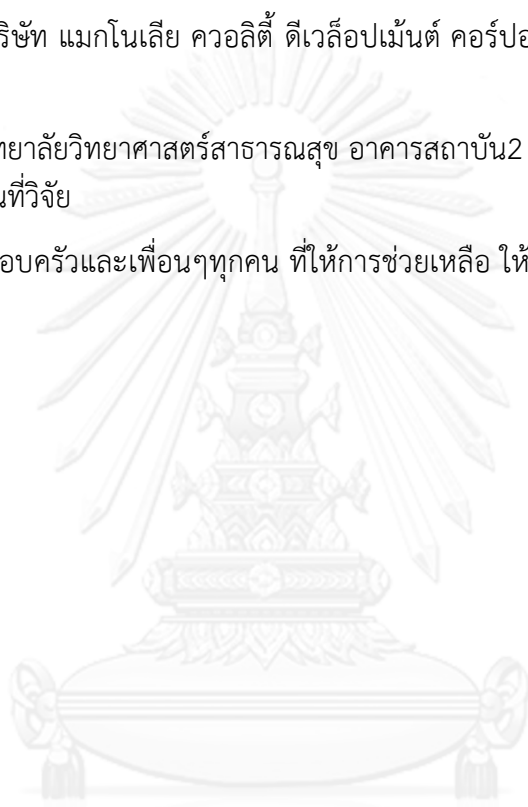 ริษัท แมกโนเลีย ควอลิตี้ ดีเวล็อปเม้นต์ คอร์ปอ
ทยาลัยวิทยาศาสตร์สาธารณสุข อาคารสถาบัน2
นที่วิจัย
อบครัวและเพื่อนๆทุกคน ที่ให้การช่วยเหลือ ให้